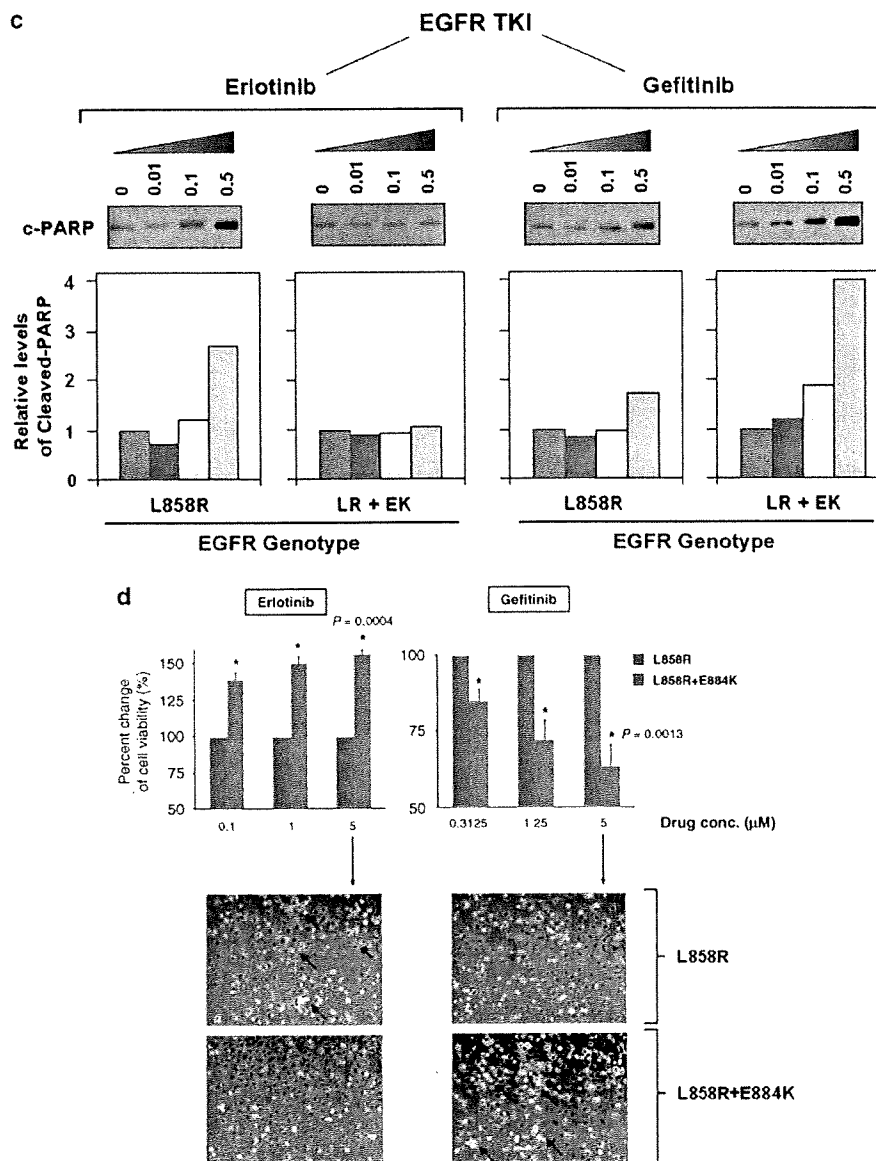 c
EGFR TKI
Erlotinib
Gefitinib
0 0.01 0.1 0.5
0 0.01 0.1 0.5
0 0.01 0.1 0.5
0 0.01 0.1 0.5
c-PARP
Relative levels
of Cleaved-PARP
4
3
2
1
0
L858R
LR + EK
L858R
LR + EK
EGFR Genotype
EGFR Genotype
d
Erlotinib
Gefitinib
P = 0.0004
* * *
Percent change
of cell viability (%)
150
125
100
75
50
100
75
50
* * * P = 0.0013
L858R
L858R+E884K
0.1 1 5
0.3125 1 25 5
Drug conc. (μM)
L858R
L858R+E884K